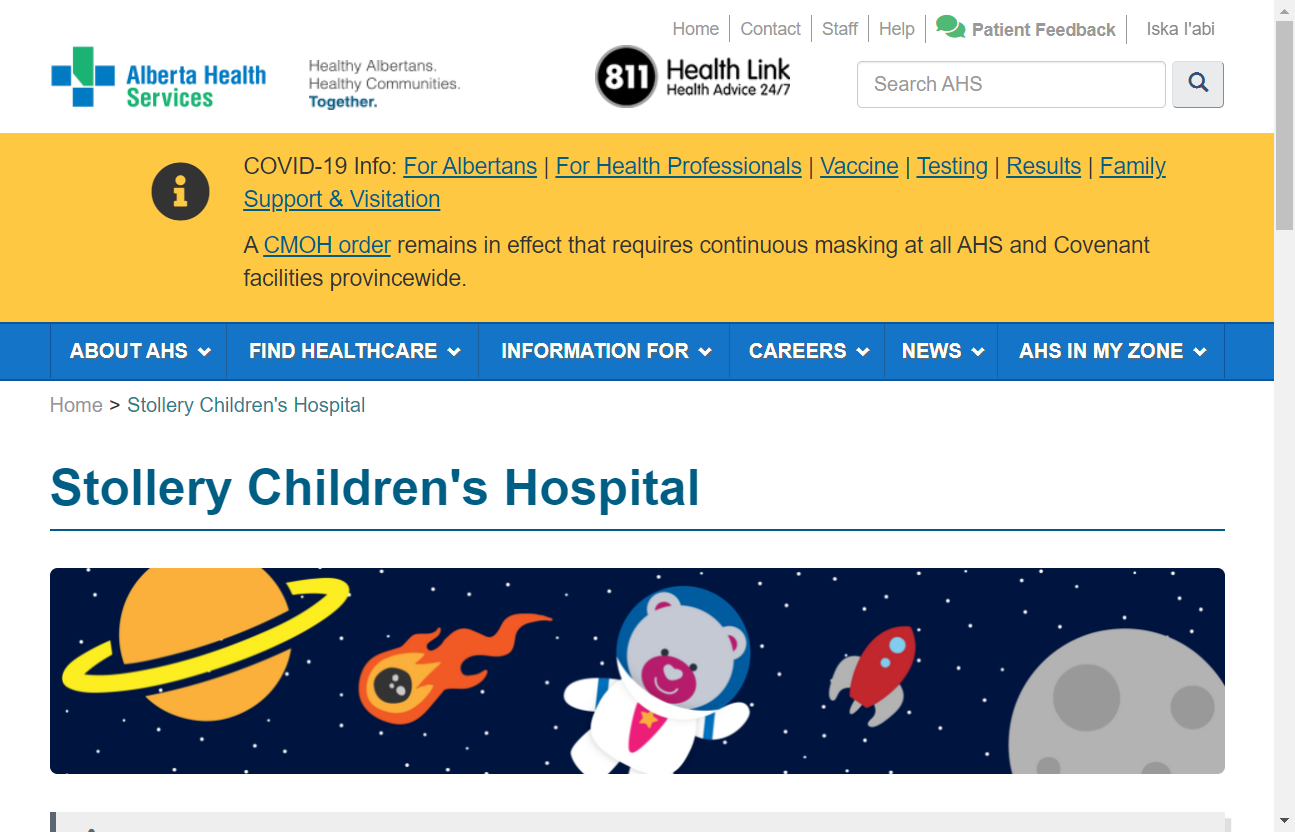 Home Contact Staff Help Patient Feedback Iska I'abi
Alberta Health
Services
Healthy Albertans.
Healthy Communities.
Together.
811 Health Link
Health Advice 24/7
Search AHS
COVID-19 Info: For Albertans | For Health Professionals | Vaccine | Testing | Results | Family
Support & Visitation
A CMOH order remains in effect that requires continuous masking at all AHS and Covenant
facilities provincewide.
ABOUT AHS FIND HEALTHCARE INFORMATION FOR CAREERS NEWS AHS IN MY ZONE
Home > Stollery Children's Hospital
Stollery Children's Hospital